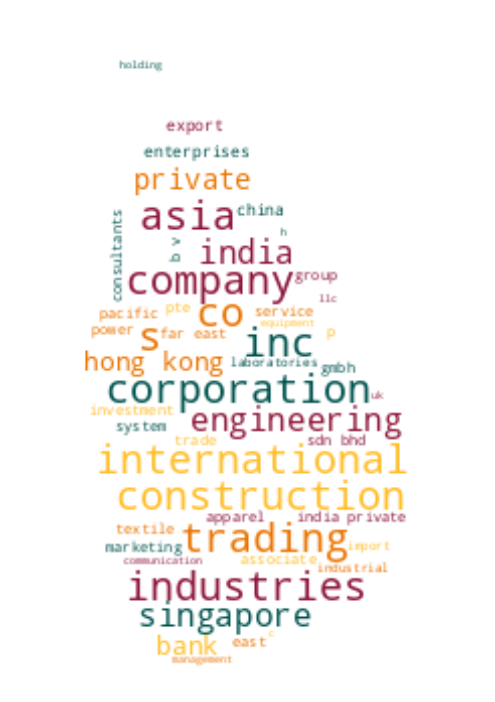 holding
export
enterprises
private
asia
china
consultants
b v
h
india
company
group
llc
pacific
pte
co
service
equipment
power
s
far east
inc
p
hong kong
laboratories
gmbh
corporation
uk
investment
engineering
system
trade
sdn bhd
international
construction
apparel
india private
textile
trading
marketing
import
communication
associate
industrial
industries
singapore
c
bank
east
management